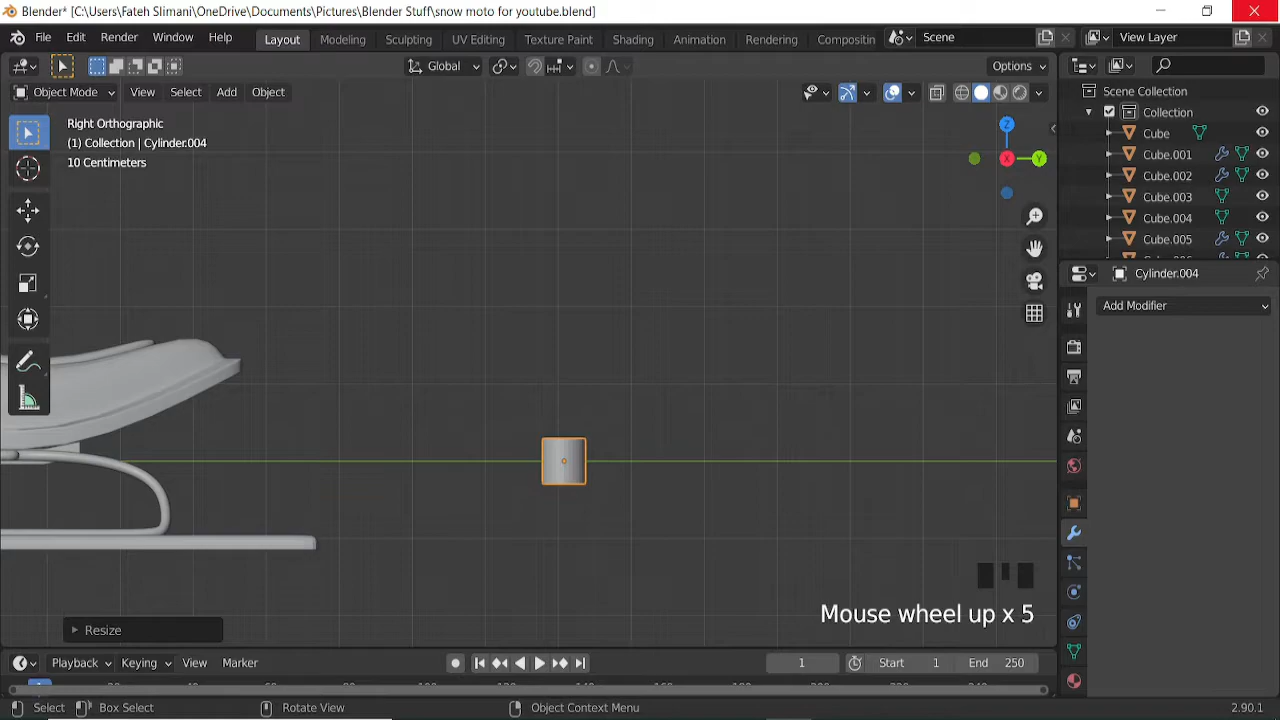 Blender* [C:\Users\Fateh Slimani\OneDrive\Documents\Pictures\Blender Stuff\snow moto for youtube.blend]
File Edit Render Window Help Layout Modeling Sculpting UV Editing Texture Paint Shading Animation Rendering Compositin Scene View Layer
Global Options
Object Mode View Select Add Object
Right Orthographic
(1) Collection | Cylinder.004
10 Centimeters
Z
X
Y
Scene Collection
Collection
Cube
Cube.001
Cube.002
Cube.003
Cube.004
Cube.005
Cylinder.004
Add Modifier
Mouse wheel up x 5
Resize
Playback Keying View Marker 1 Start 1 End 250
Select Box Select Rotate View Object Context Menu 2.90.1